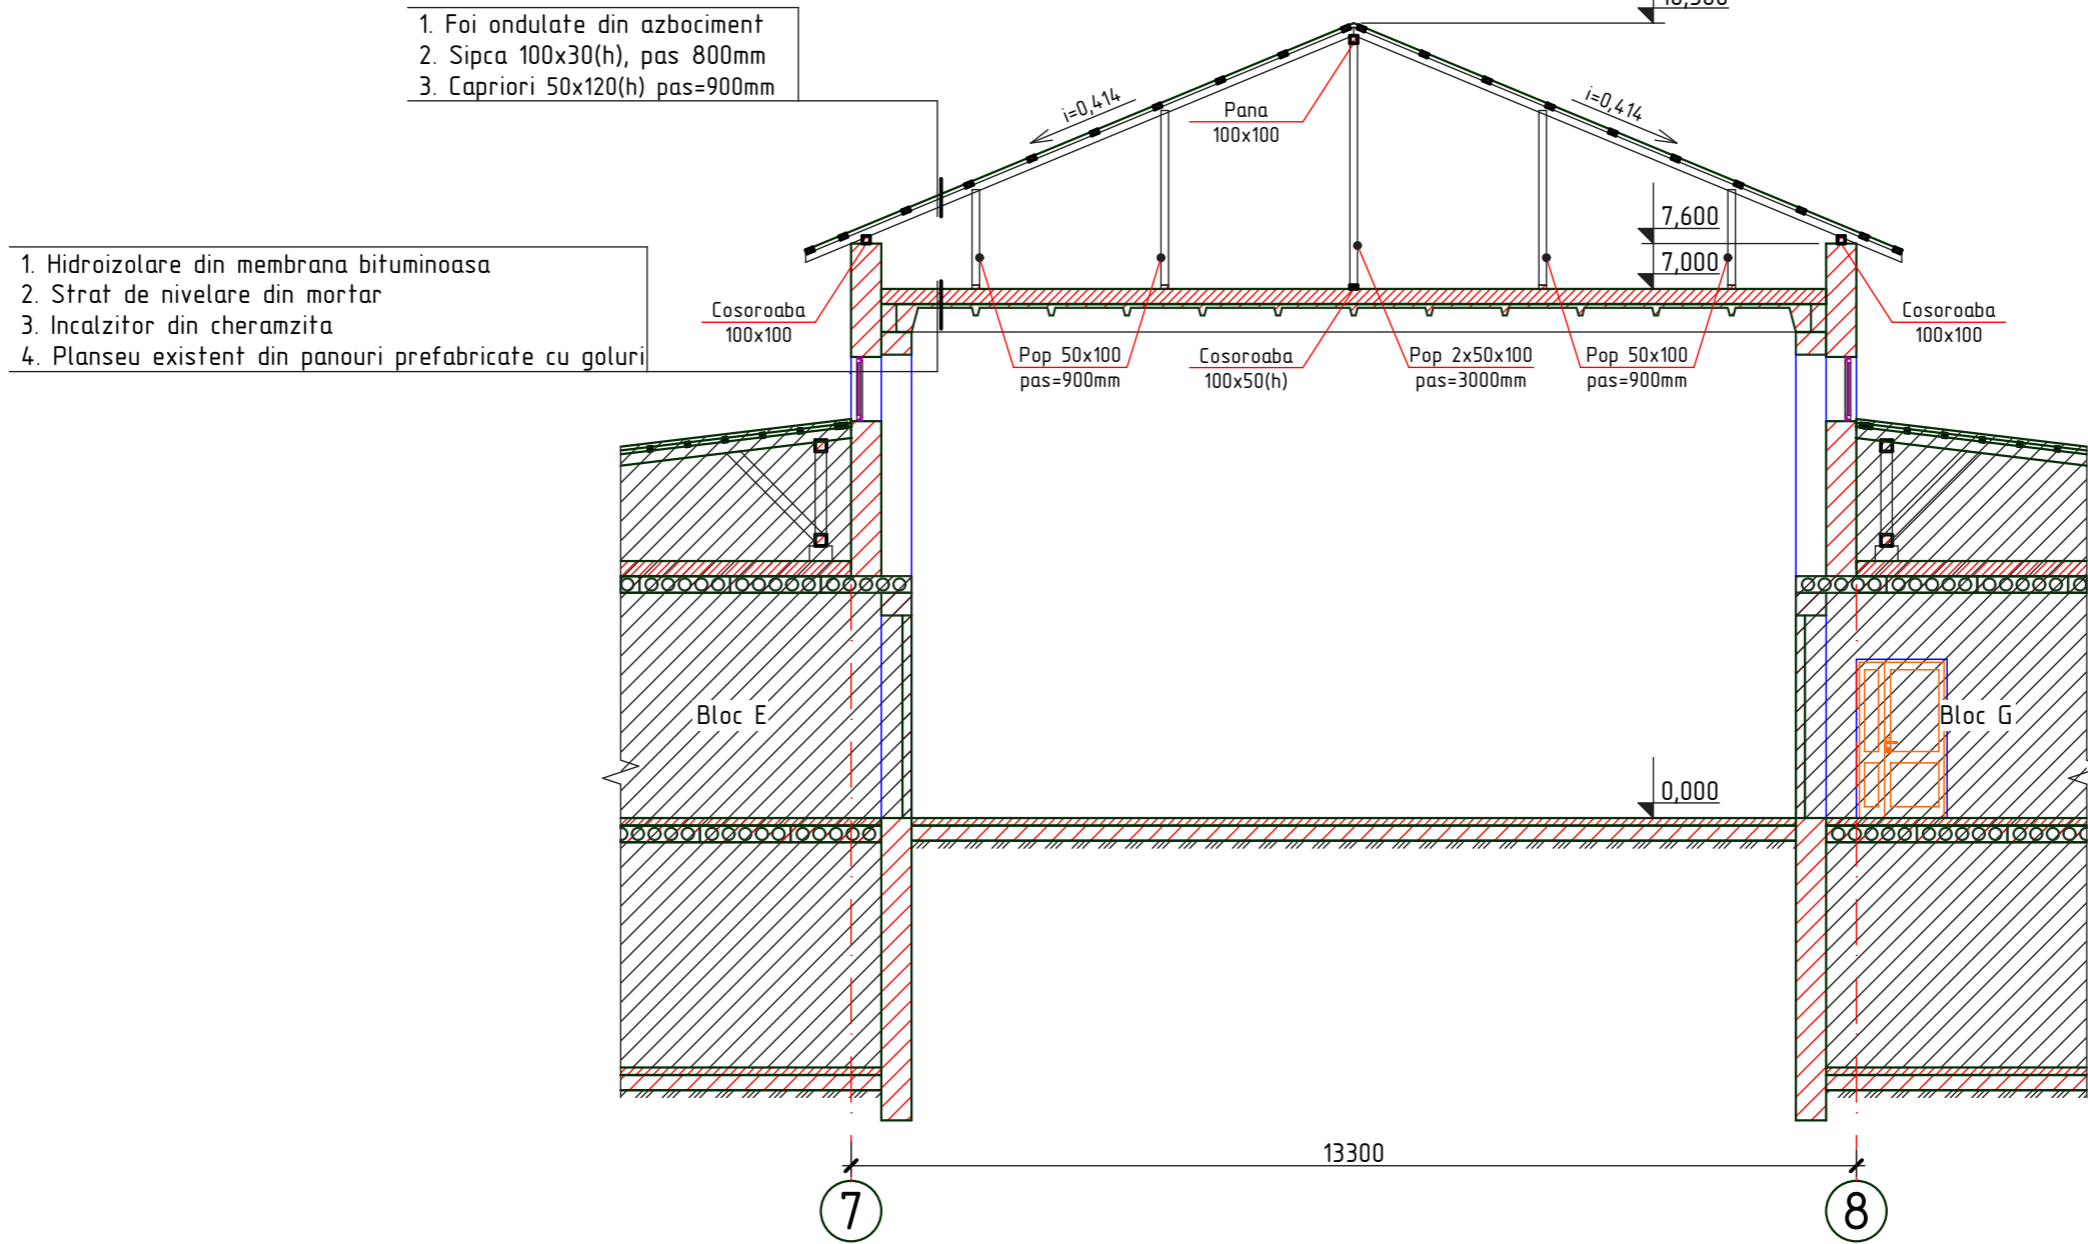 1. Foi ondulate din azbociment
2. Sipca 100x30(h), pas 800mm
3. Capriori 50x120(h) pas=900mm
i=0,414
Pana
100x100
i=0,414
7,600
7,000
1. Hidroizolare din membrana bituminoasa
2. Strat de nivelare din mortar
3. Incalzitor din cheramzita
4. Planseu existent din panouri prefabricate cu goluri
Cosoroaba
100x100
Cosoroaba
100x100
Pop 50x100
pas=900mm
Cosoroaba
100x50(h)
Pop 2x50x100
pas=3000mm
Pop 50x100
pas=900mm
Bloc E
Bloc G
0,000
13300
7
8